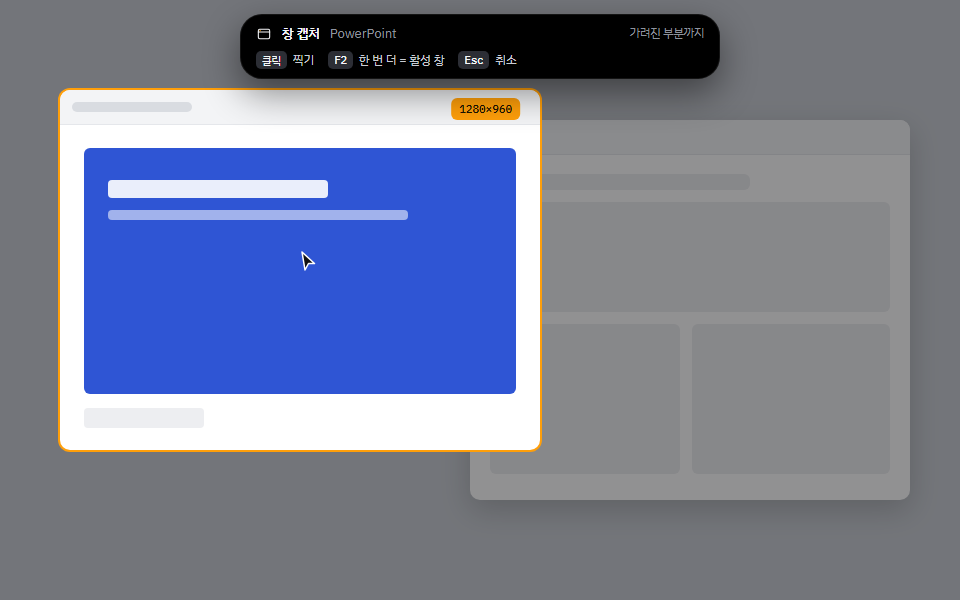 창 캡처 PowerPoint 가려진 부분까지
클릭 찍기 F2 한 번 더 = 활성 창 Esc 취소
1280×960